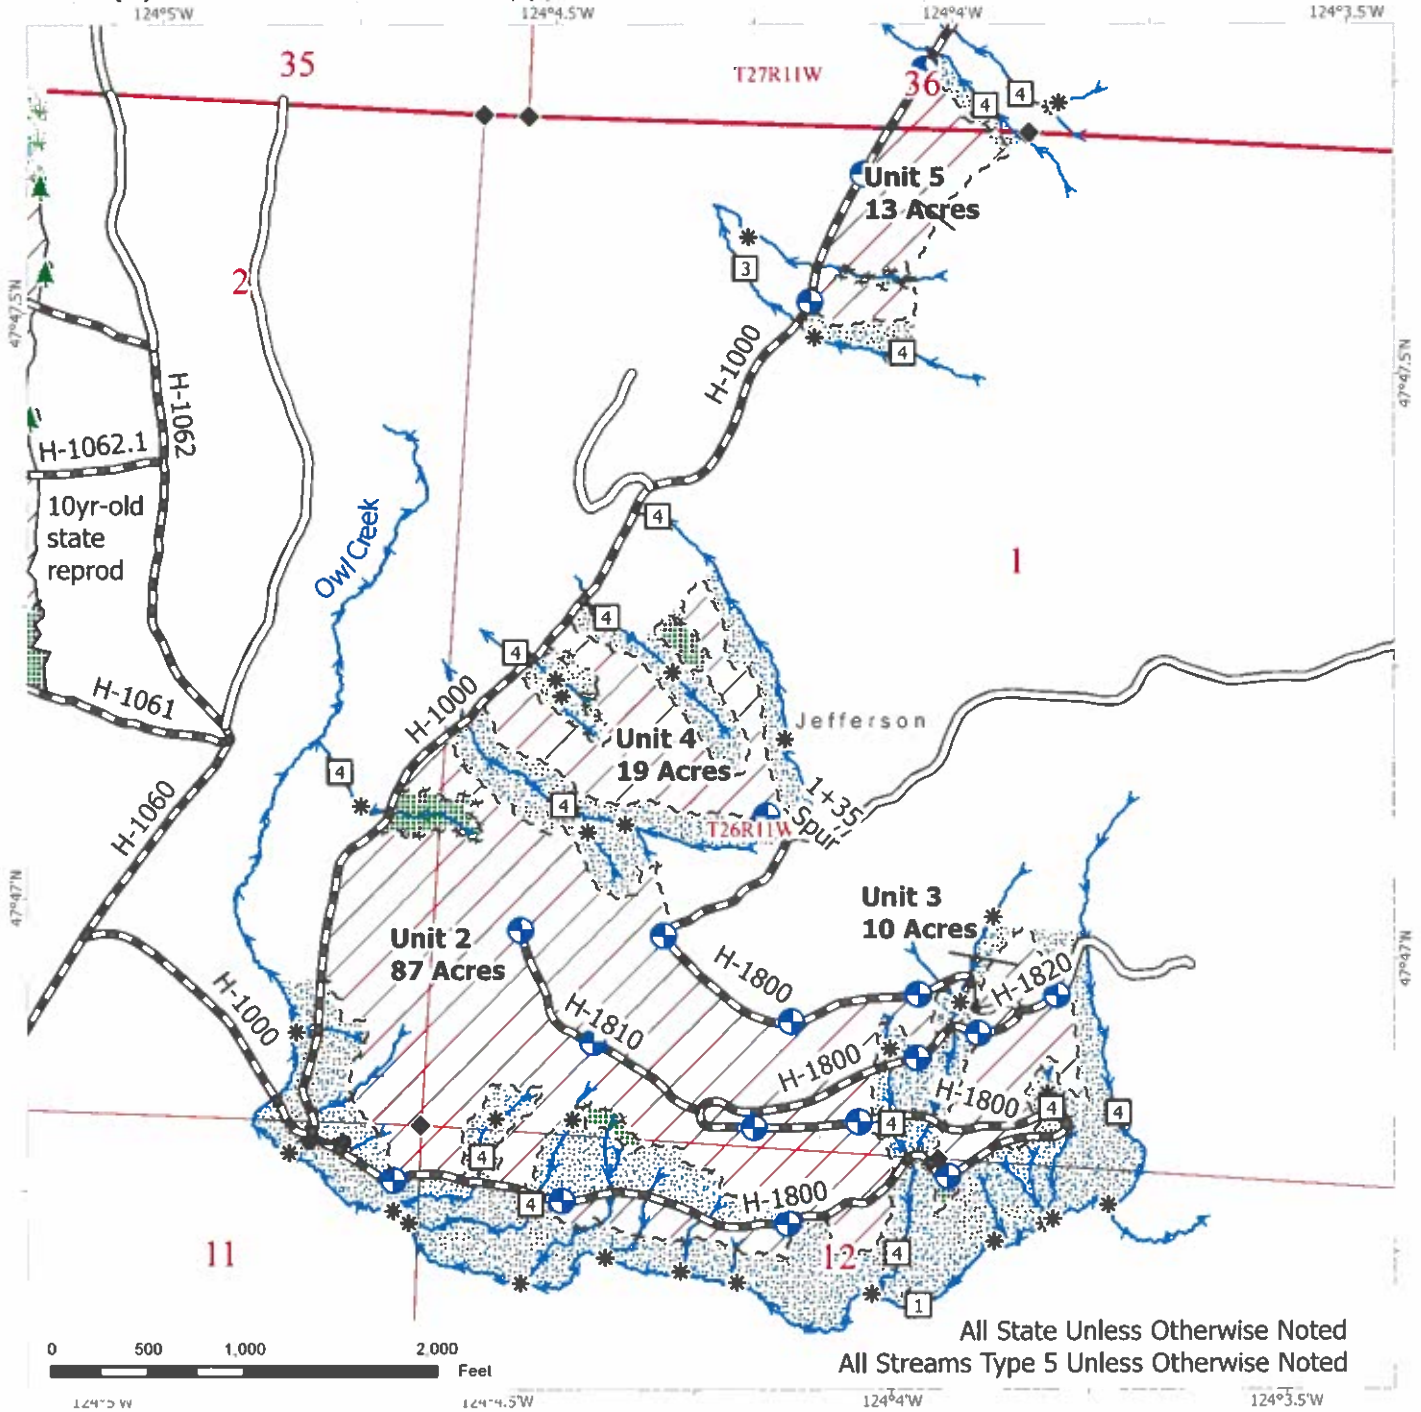 124°5'W
124°4.5'W
124°4'W
124°3.5'W
35
T27R11W
36
4
4
Unit 5
13 Acres
2
3
47°47.5'N
47°47.5'N
4
H-1000
H-1062
H-1062.1
10yr-old
state
reprod
Owl Creek
4
1
4
4
H-1061
H-1000
Jefferson
Unit 4
19 Acres
4
H-1060
4
1+35
Spur
T26R11W
47°47'N
47°47'N
Unit 3
10 Acres
Unit 2
87 Acres
H-1800
H-1820
H-1000
H-1810
H-1800
H-1800
4
4
4
4
4
H-1800
11
12
4
1
All State Unless Otherwise Noted
All Streams Type 5 Unless Otherwise Noted
0 500 1,000 2,000
Feet
124°4.5'W
124°4'W
124°3.5'W